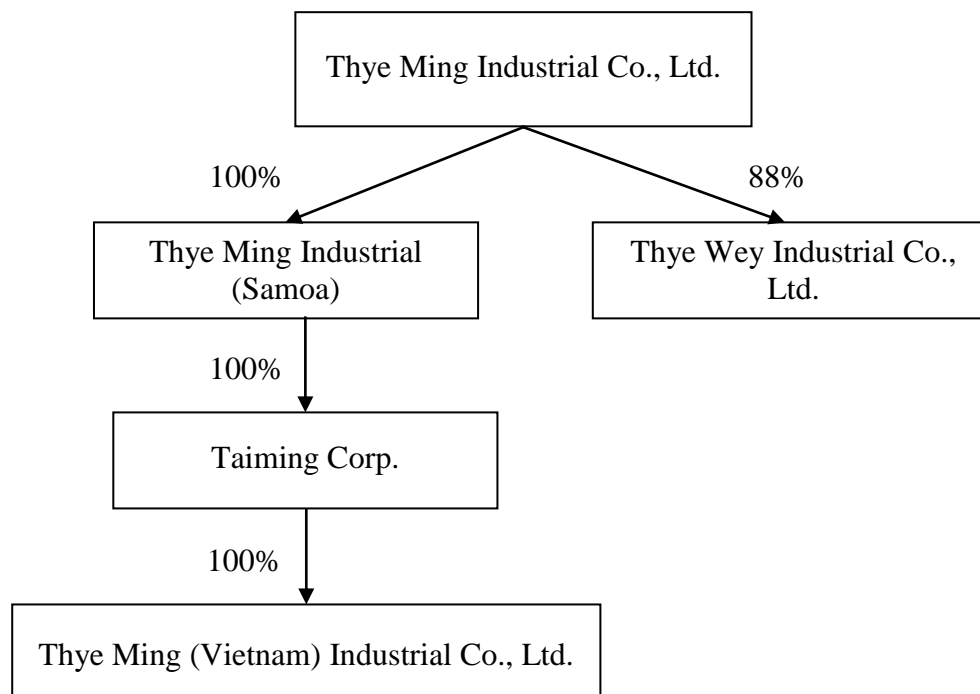 Thye Ming Industrial Co., Ltd.
100%
88%
Thye Ming Industrial
(Samoa)
Thye Wey Industrial Co.,
Ltd.
100%
Taiming Corp.
100%
Thye Ming (Vietnam) Industrial Co., Ltd.